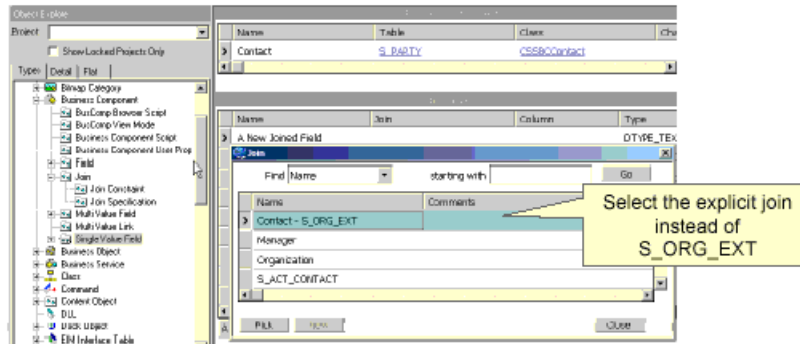 Object Explorer
Project
Show Locked Projects Only
Types Detail Flat
Bitmap Category
Business Component
BusComp Browser Script
BusComp View Mode
Business Component Script
Business Component User Prop
Field
Join
Join Constraint
Join Specification
Multi Value Field
Multi Value Link
Single Value Field
Business Object
Business Service
Class
Command
Content Object
DLL
Dock Object
EIM Interface Table
Name Table Class Cha
Contact S_PARTY CSSBCContact
Name Join Column Type
A New Joined Field DTYPE_TEX
Join
Find Name starting with Go
Name Comments
Contact - S_ORG_EXT
Manager
Organization
S_ACT_CONTACT
Pick New Close
Select the explicit join
instead of
S_ORG_EXT